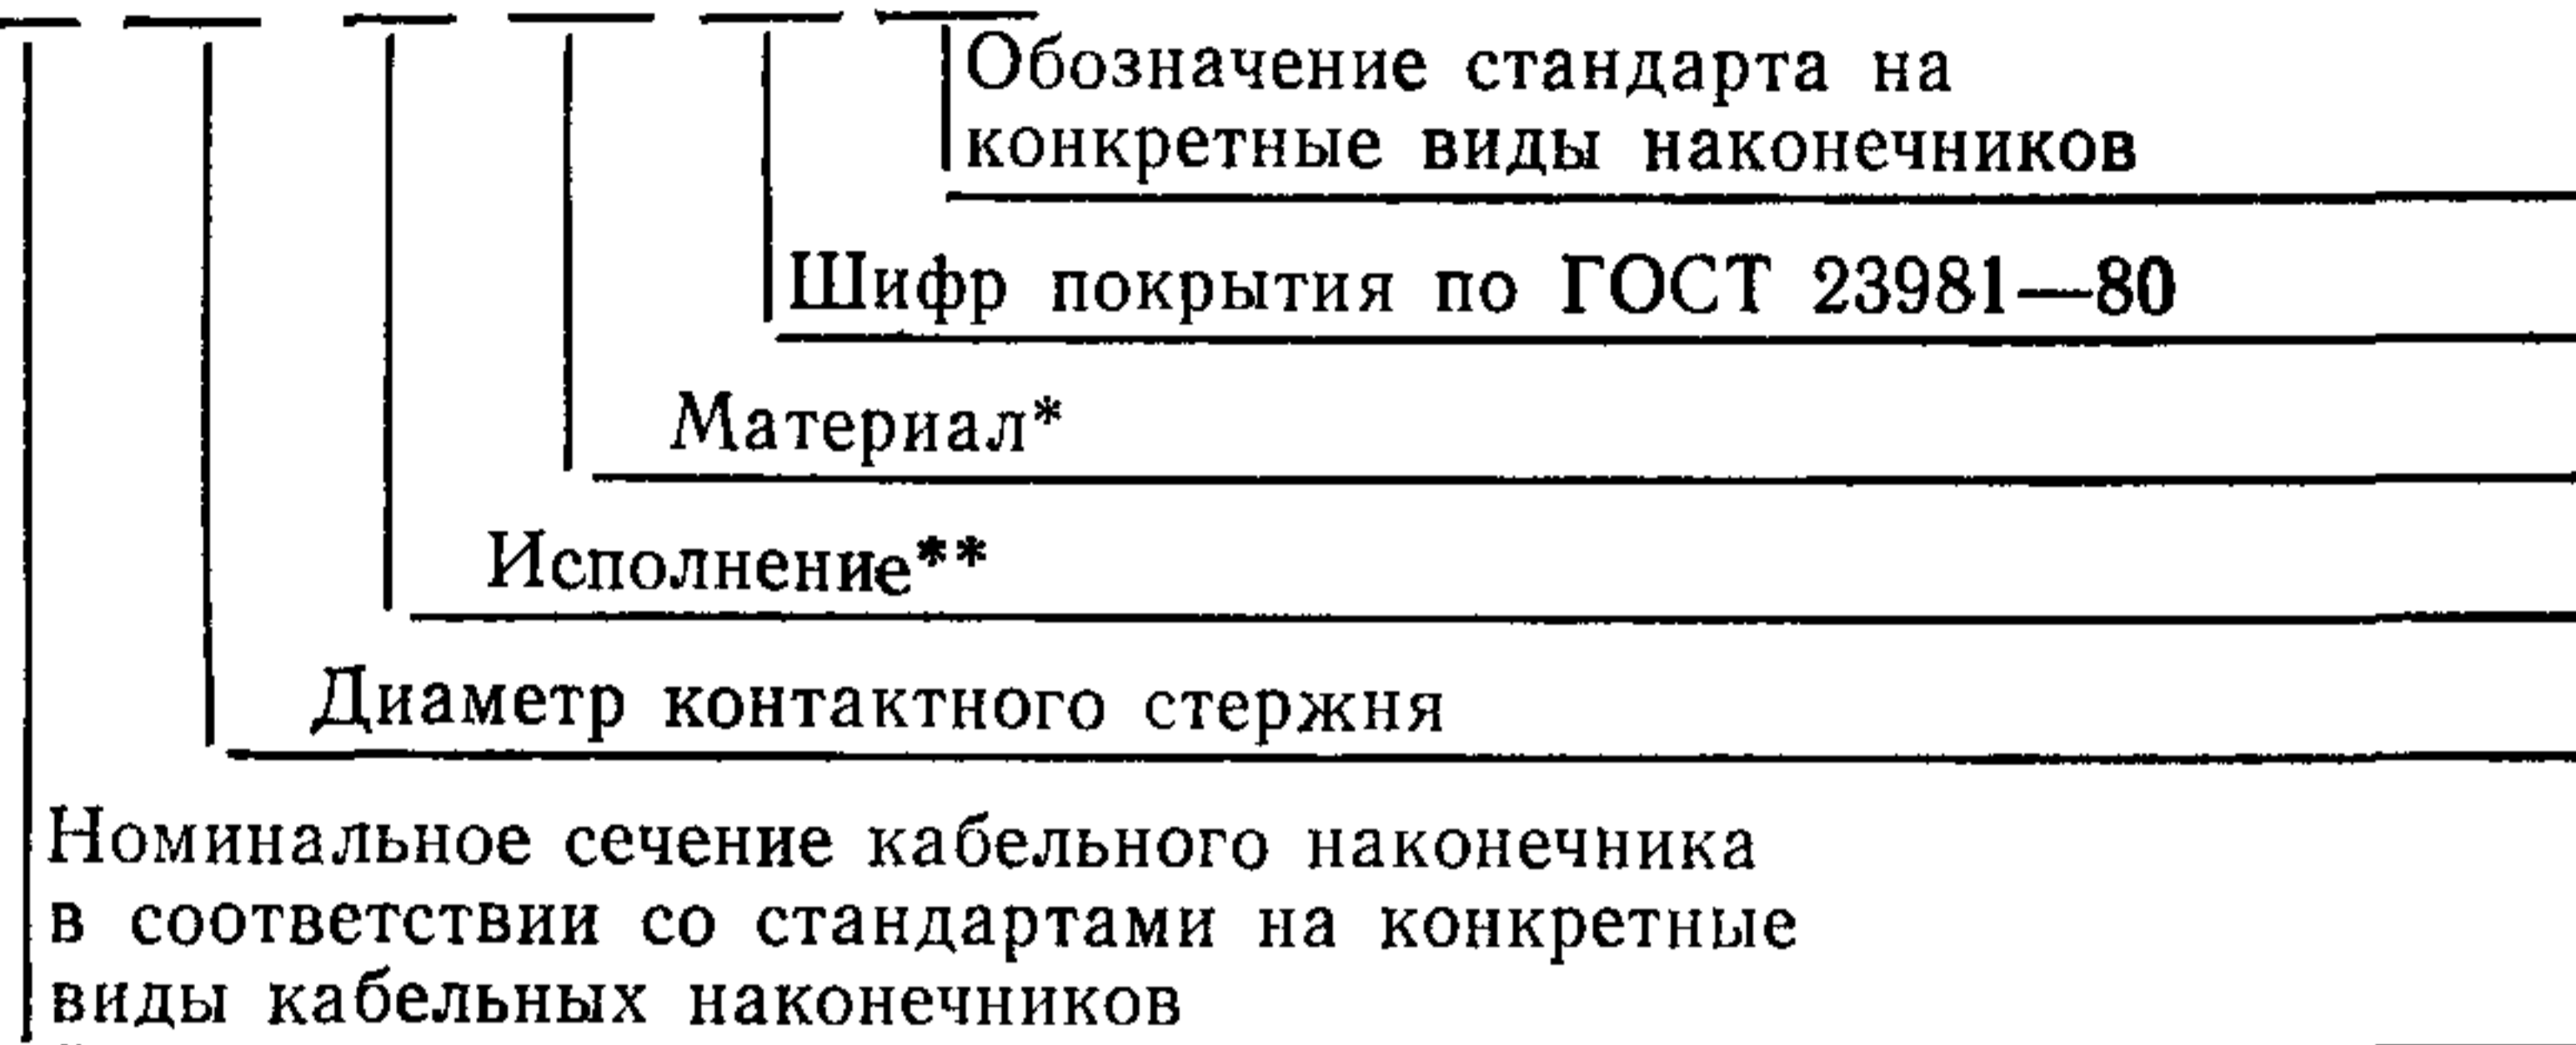 Обозначение стандарта на
конкретные виды наконечников
Шифр покрытия по ГОСТ 23981—80
Материал*
Исполнение**
Диаметр контактного стержня
Номинальное сечение кабельного наконечника
в соответствии со стандартами на конкретные
виды кабельных наконечников